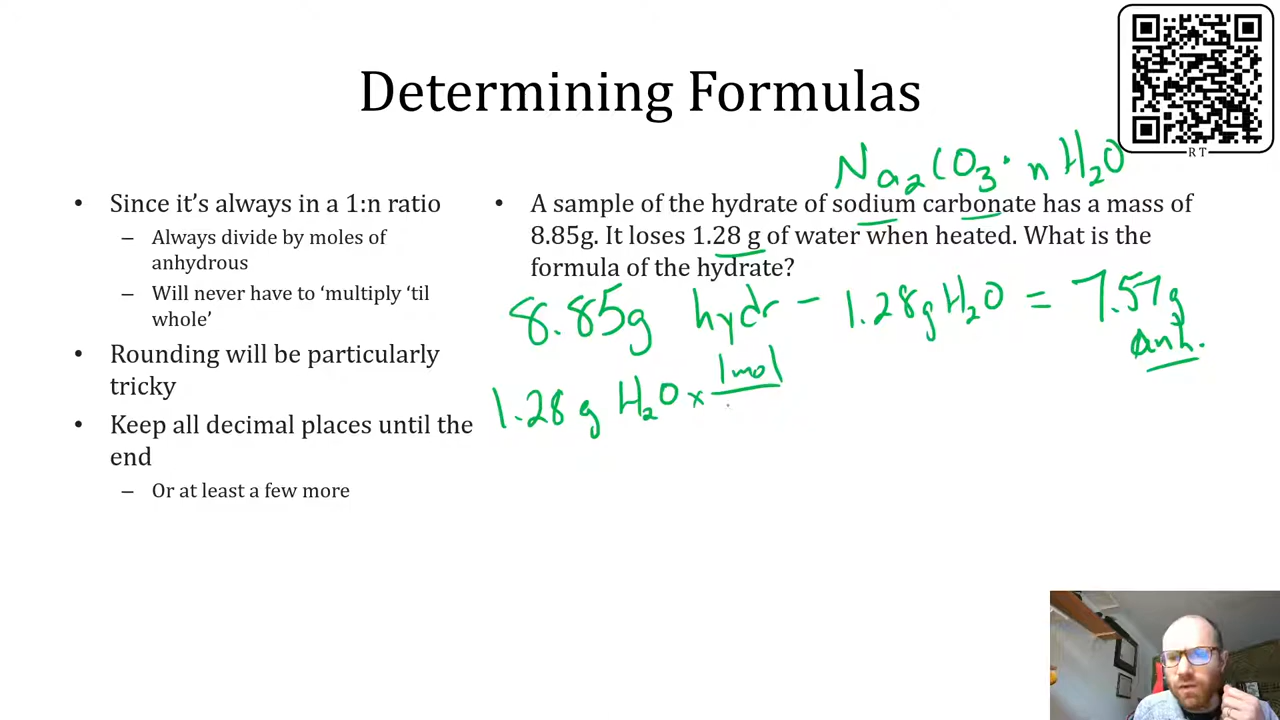 Determining Formulas
RT
Na₂CO₃·nH₂O
• Since it's always in a 1:n ratio
– Always divide by moles of
anhydrous
– Will never have to 'multiply 'til
whole'
• Rounding will be particularly
tricky
• Keep all decimal places until the
end
– Or at least a few more
• A sample of the hydrate of sodium carbonate has a mass of
8.85g. It loses 1.28 g of water when heated. What is the
formula of the hydrate?
8.85g hydr - 1.28g H₂O = 7.57g
anh.
1mol
1.28 g H₂O ×